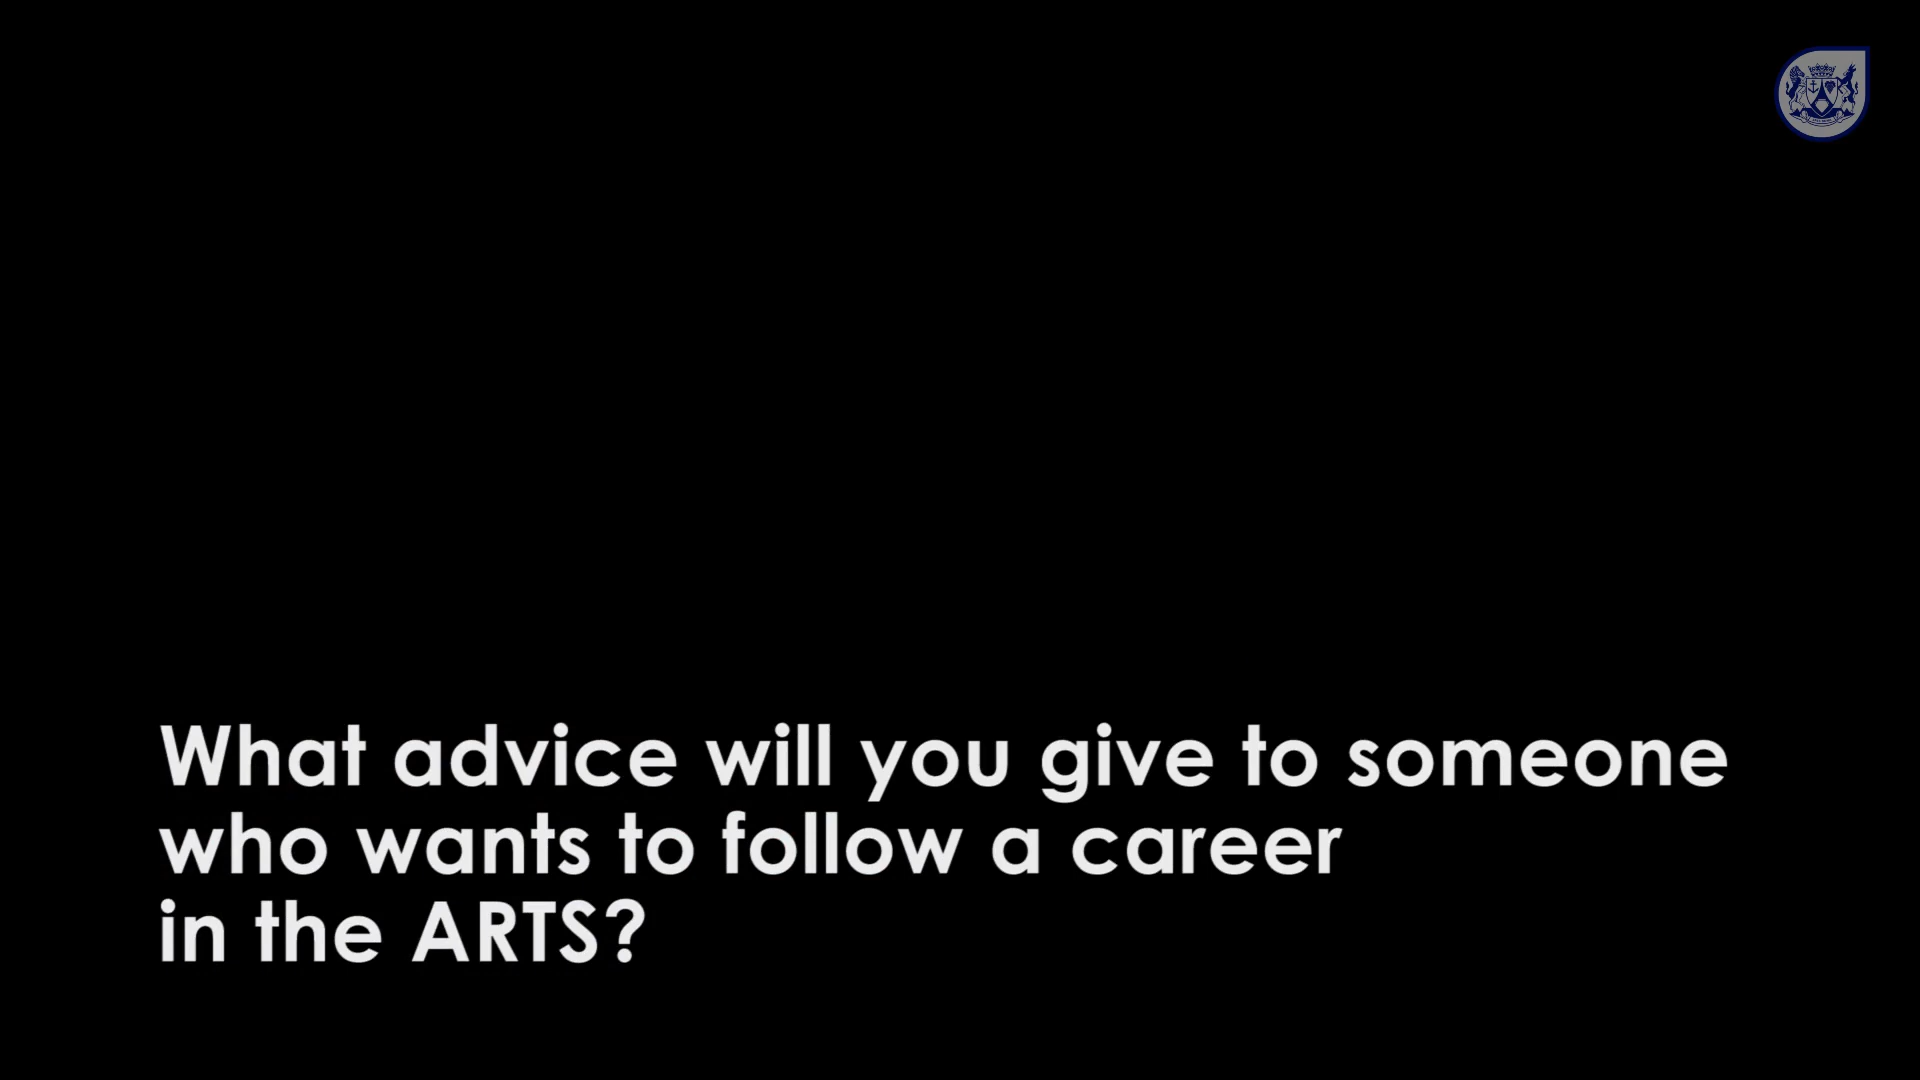 What advice will you give to someone
who wants to follow a career
in the ARTS?